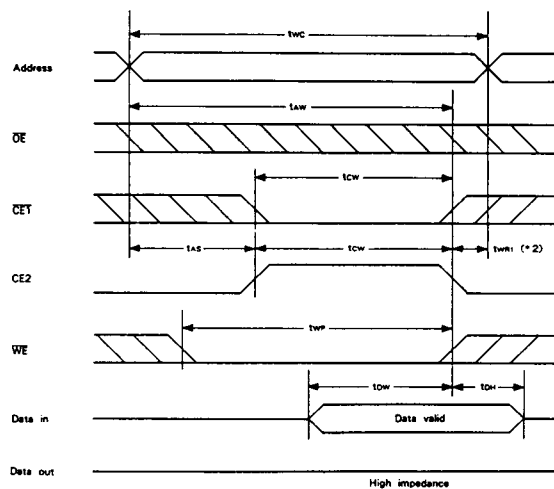 tWC
Address
tAW
OE
tCW
CE1
tAS
tCW
tWR1 (*2)
CE2
tWP
WE
tDW
tDH
Data in
Data valid
Data out
High impedance